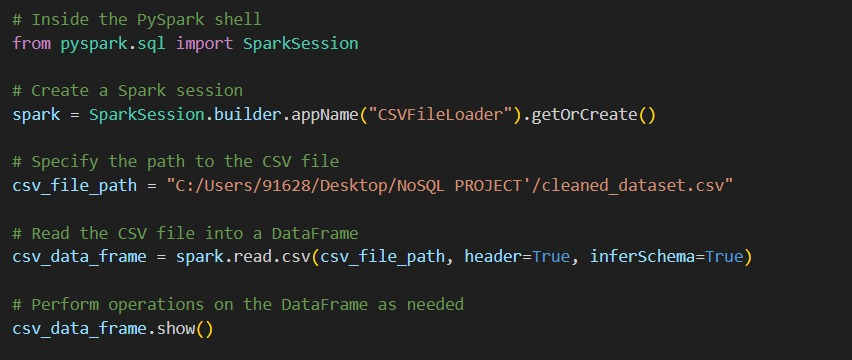 # Inside the PySpark shell
from pyspark.sql import SparkSession
# Create a Spark session
spark = SparkSession.builder.appName("CSVFileLoader").getOrCreate()
# Specify the path to the CSV file
csv_file_path = "C:/Users/91628/Desktop/NoSQL PROJECT'/cleaned_dataset.csv"
# Read the CSV file into a DataFrame
csv_data_frame = spark.read.csv(csv_file_path, header=True, inferSchema=True)
# Perform operations on the DataFrame as needed
csv_data_frame.show()